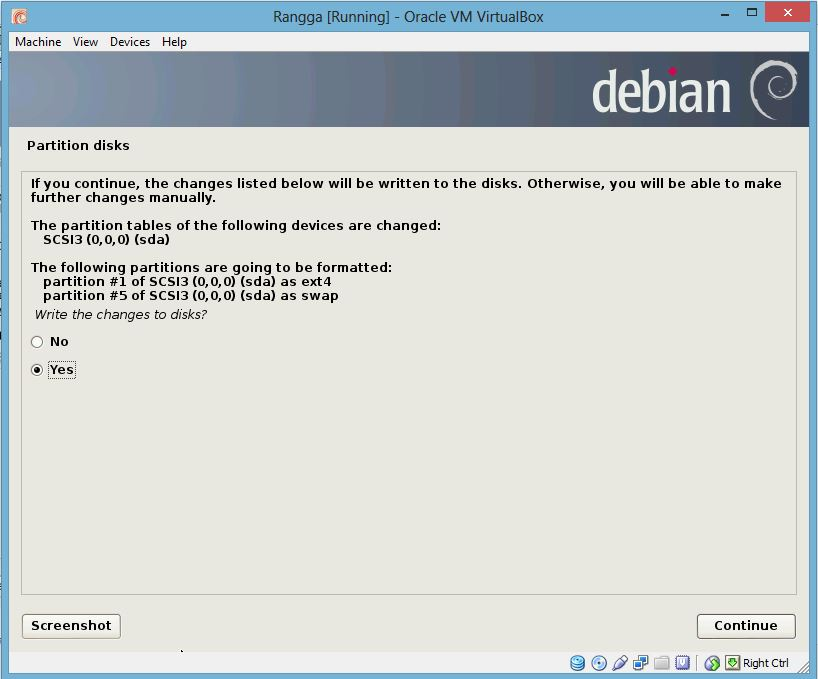 Rangga [Running] - Oracle VM VirtualBox
Machine View Devices Help
debian
Partition disks
If you continue, the changes listed below will be written to the disks. Otherwise, you will be able to make
further changes manually.
The partition tables of the following devices are changed:
SCSI3 (0,0,0) (sda)
The following partitions are going to be formatted:
partition #1 of SCSI3 (0,0,0) (sda) as ext4
partition #5 of SCSI3 (0,0,0) (sda) as swap
Write the changes to disks?
No
Yes
Screenshot Continue
Right Ctrl